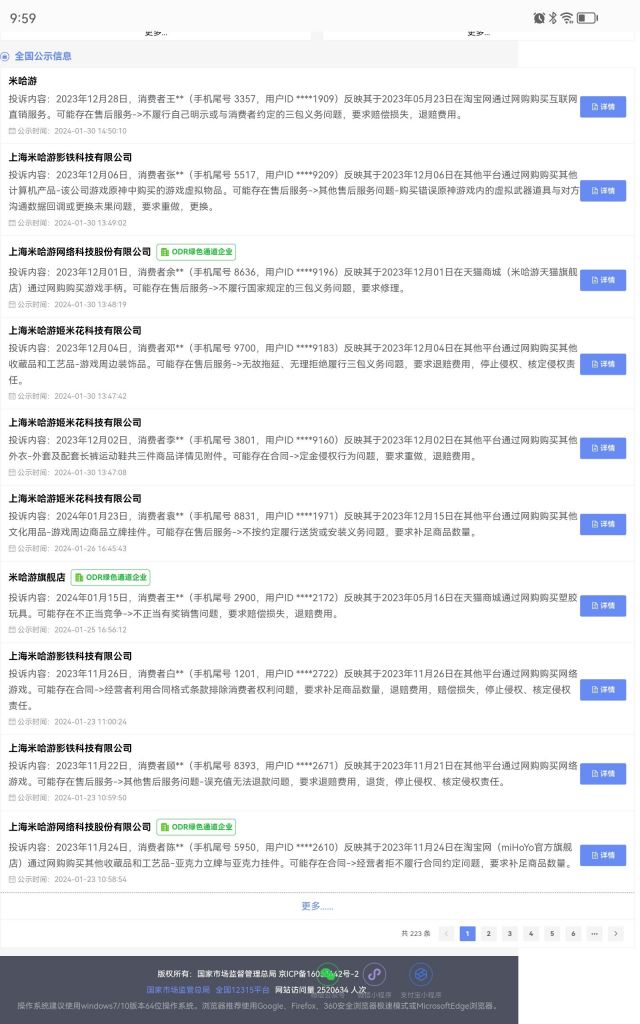 9:59
更多...
更多...
全国公示信息
米哈游
投诉内容：2023年12月28日，消费者王**（手机尾号 3357，用户ID ****1909）反映其于2023年05月23日在淘宝网通过网购购买互联网
直销服务。可能存在售后服务->不履行自己明示或与消费者约定的三包义务问题，要求赔偿损失，退赔费用。
详情
公示时间：2024-01-30 14:50:10
上海米哈游影铁科技有限公司
投诉内容：2023年12月06日，消费者张**（手机尾号 5517，用户ID ****9209）反映其于2023年12月06日在其他平台通过网购购买其他
计算机产品-该公司游戏原神中购买的游戏虚拟物品。可能存在售后服务->其他售后服务问题-购买错误原神游戏内的虚拟武器道具与对方
沟通数据回调或更换未果问题，要求重做，更换。
详情
公示时间：2024-01-30 13:49:02
上海米哈游网络科技股份有限公司 ODR绿色通道企业
投诉内容：2023年12月01日，消费者余**（手机尾号 8636，用户ID ****9196）反映其于2023年12月01日在天猫商城（米哈游天猫旗舰
店）通过网购购买游戏手柄。可能存在售后服务->不履行国家规定的三包义务问题，要求修理。
详情
公示时间：2024-01-30 13:48:19
上海米哈游姬米花科技有限公司
投诉内容：2023年12月04日，消费者邓**（手机尾号 9700，用户ID ****9183）反映其于2023年12月04日在其他平台通过网购购买其他
收藏品和工艺品-游戏周边装饰品。可能存在售后服务->无故拖延、无理拒绝履行三包义务问题，要求退赔费用，停止侵权、核定侵权责
任。
详情
公示时间：2024-01-30 13:47:42
上海米哈游姬米花科技有限公司
投诉内容：2023年12月02日，消费者李**（手机尾号 3801，用户ID ****9160）反映其于2023年12月02日在其他平台通过网购购买其他
外衣-外套及配套长裤运动鞋共三件商品详情见附件。可能存在合同->定金侵权行为问题，要求重做，退赔费用。
详情
公示时间：2024-01-30 13:47:08
上海米哈游姬米花科技有限公司
投诉内容：2024年01月23日，消费者袁**（手机尾号 8831，用户ID ****1971）反映其于2023年12月15日在其他平台通过网购购买其他
文化用品-游戏周边商品立牌挂件。可能存在售后服务->不按约定履行送货或安装义务问题，要求补足商品数量。
详情
公示时间：2024-01-26 16:45:43
米哈游旗舰店 ODR绿色通道企业
投诉内容：2024年01月15日，消费者王**（手机尾号 2900，用户ID ****2172）反映其于2023年05月16日在天猫商城通过网购购买塑胶
玩具。可能存在不正当竞争->不正当有奖销售问题，要求赔偿损失，退赔费用。
详情
公示时间：2024-01-25 16:56:12
上海米哈游影铁科技有限公司
投诉内容：2023年11月26日，消费者白**（手机尾号 1201，用户ID ****2722）反映其于2023年11月26日在其他平台通过网购购买网络
游戏。可能存在合同->经营者利用合同格式条款排除消费者权利问题，要求补足商品数量，退赔费用，赔偿损失，停止侵权、核定侵权
责任。
详情
公示时间：2024-01-23 11:00:24
上海米哈游影铁科技有限公司
投诉内容：2023年11月22日，消费者顾**（手机尾号 8393，用户ID ****2671）反映其于2023年11月21日在其他平台通过网购购买网络
游戏。可能存在售后服务->其他售后服务问题-误充值无法退款问题，要求退赔费用，退货，停止侵权、核定侵权责任。
详情
公示时间：2024-01-23 10:59:50
上海米哈游网络科技股份有限公司 ODR绿色通道企业
投诉内容：2023年11月24日，消费者陈**（手机尾号 5950，用户ID ****2610）反映其于2023年11月24日在淘宝网（miHoYo官方旗舰
店）通过网购购买其他收藏品和工艺品-亚克力立牌与亚克力挂件。可能存在合同->经营者拒不履行合同约定问题，要求补足商品数量。
详情
公示时间：2024-01-23 10:58:54
更多......
共 223 条 < 1 2 3 4 5 6 ... >
版权所有：国家市场监督管理总局 京ICP备16042号-2
国家市场监管总局 全国12315平台 网站访问量 2520634 人次
微信小程序 支付宝小程序
操作系统建议使用windows7/10版本64位操作系统。浏览器推荐使用Google、Firefox、360安全浏览器极速模式或MicrosoftEdge浏览器。